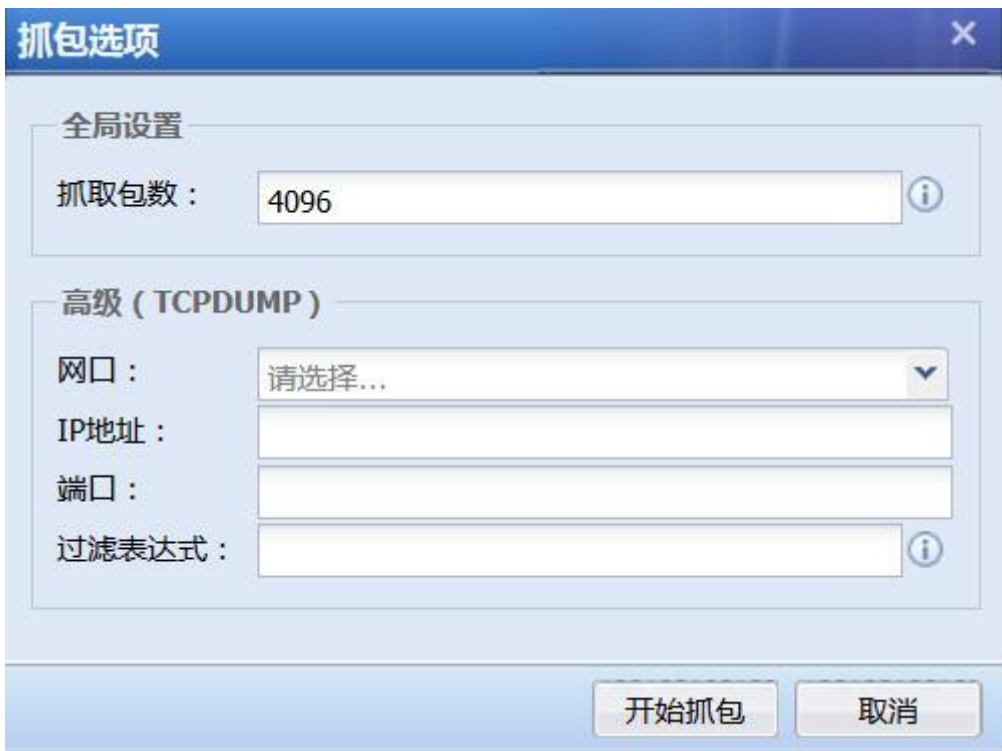 抓包选项
全局设置
抓取包数： 4096
高级（TCPDUMP）
网口： 请选择...
IP地址：
端口：
过滤表达式：
开始抓包 取消